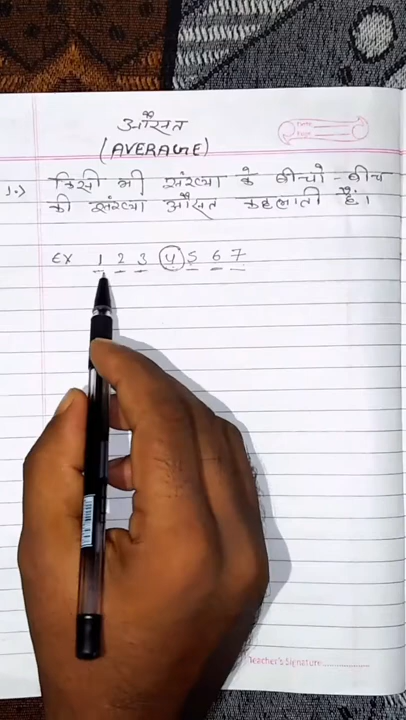 औसत
(AVERAGE)
1.) किसी भी संख्या के बीचो-बीच
की संख्या औसत कहलाती हैं।
EX 1 2 3 4 5 6 7
Teacher's Signature